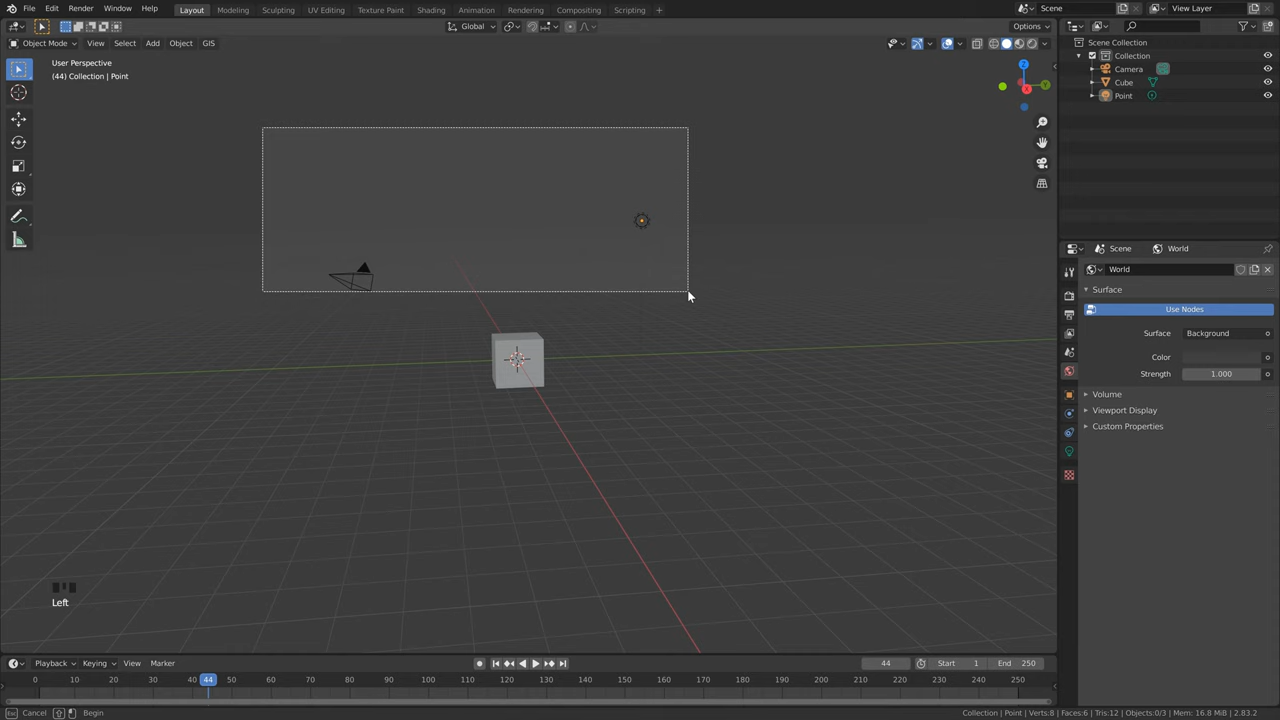 File Edit Render Window Help Layout Modeling Sculpting UV Editing Texture Paint Shading Animation Rendering Compositing Scripting + Scene View Layer
Global Options
Object Mode View Select Add Object GIS
User Perspective
(44) Collection | Point
Scene Collection
Collection
Camera
Cube
Point
Z
Y
X
Scene World
World
Surface
Use Nodes
Surface Background
Color
Strength 1.000
Volume
Viewport Display
Custom Properties
Left
Playback Keying View Marker 44 Start 1 End 250
0 10 20 30 40 44 50 60 70 80 90 100 110 120 130 140 150 160 170 180 190 200 210 220 230 240 250
Cancel Begin Collection | Point | Verts:8 | Faces:6 | Tris:12 | Objects:0/3 | Mem: 16.8 MiB | 2.83.2